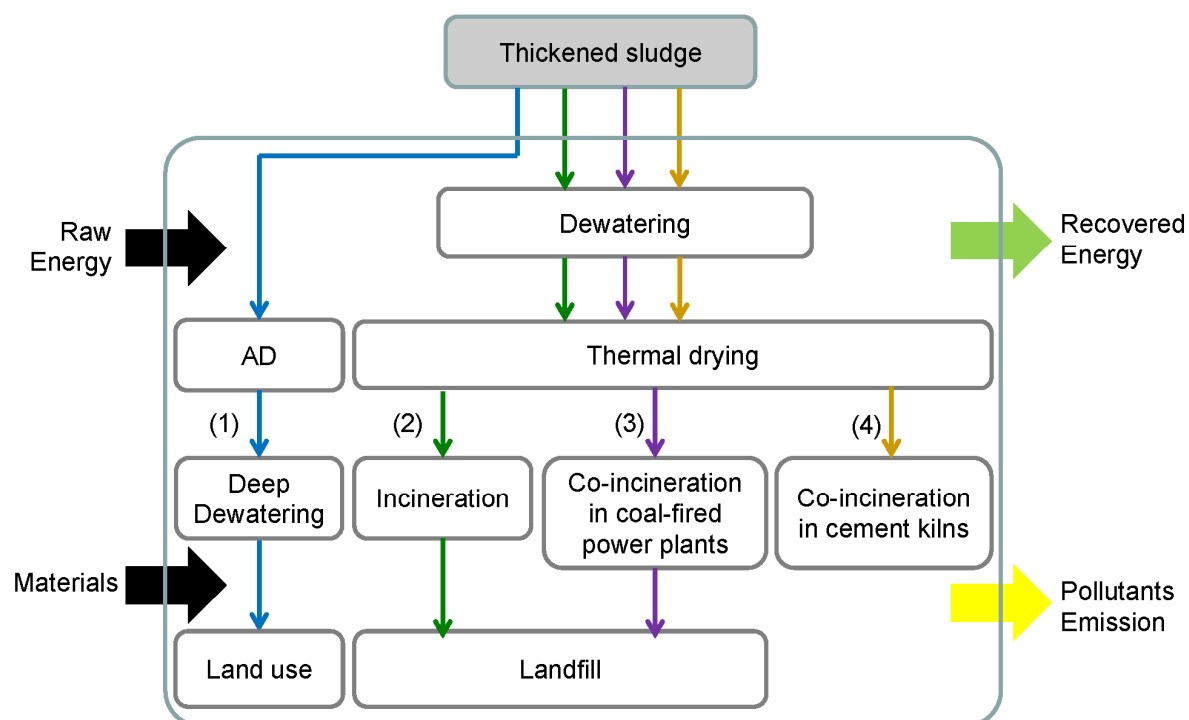 Thickened sludge
Dewatering
Raw
Energy
Recovered
Energy
AD
Thermal drying
(1)
(2)
(3)
(4)
Deep
Dewatering
Incineration
Co-incineration
in coal-fired
power plants
Co-incineration
in cement kilns
Materials
Pollutants
Emission
Land use
Landfill